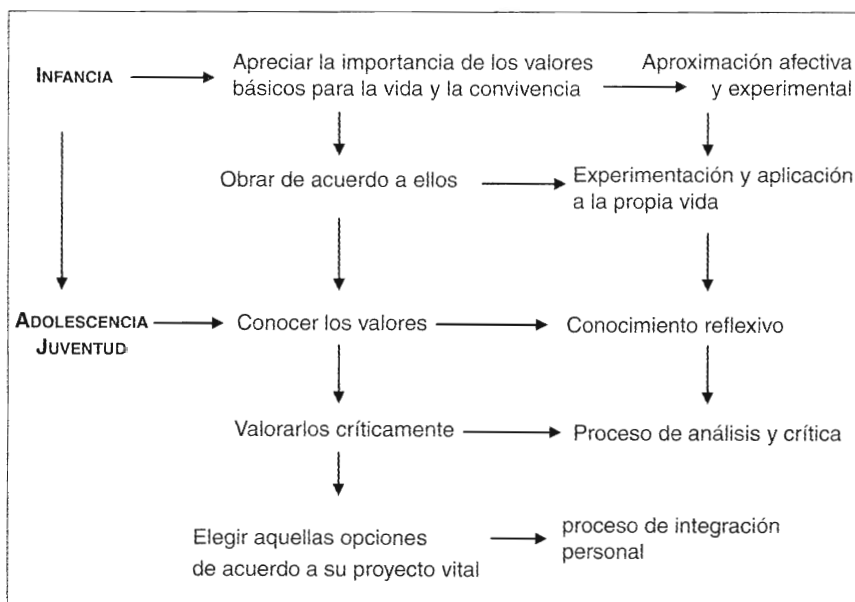 INFANCIA
Apreciar la importancia de los valores
básicos para la vida y la convivencia
Aproximación afectiva
y experimental
Obrar de acuerdo a ellos
Experimentación y aplicación
a la propia vida
ADOLESCENCIA
JUVENTUD
Conocer los valores
Conocimiento reflexivo
Valorarlos críticamente
Proceso de análisis y crítica
Elegir aquellas opciones
de acuerdo a su proyecto vital
proceso de integración
personal